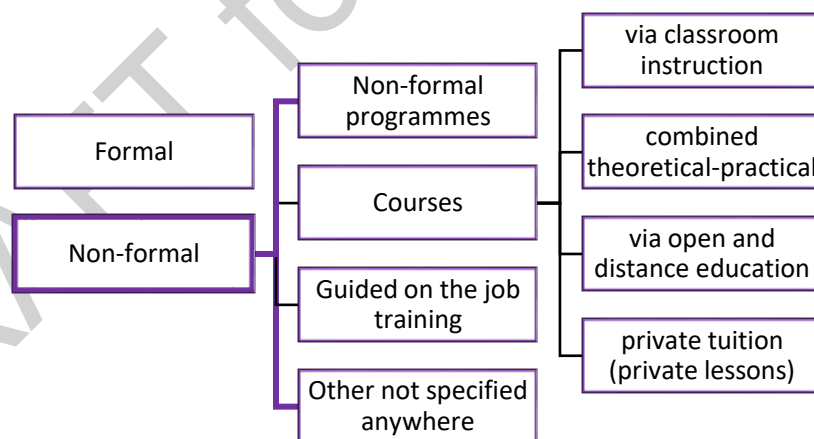 Formal
Non-formal
Non-formal
programmes
Courses
Guided on the job
training
Other not specified
anywhere
via classroom
instruction
combined
theoretical-practical
via open and
distance education
private tuition
(private lessons)